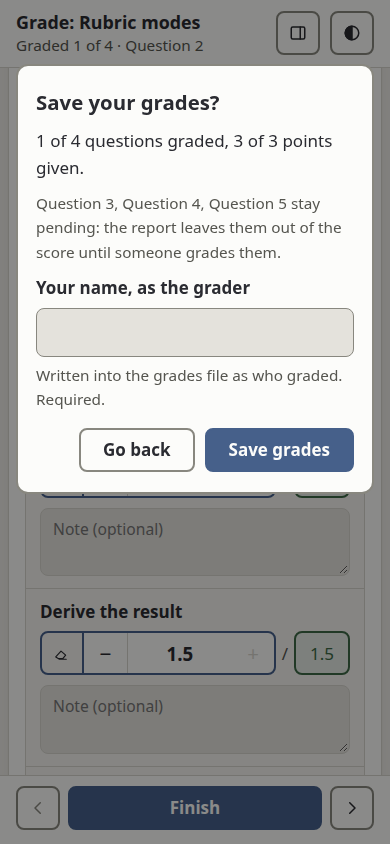 Grade: Rubric modes
Graded 1 of 4 · Question 2
Save your grades?
1 of 4 questions graded, 3 of 3 points
given.
Question 3, Question 4, Question 5 stay
pending: the report leaves them out of the
score until someone grades them.
Your name, as the grader
Written into the grades file as who graded.
Required.
Go back
Save grades
Note (optional)
Derive the result
− 1.5 + / 1.5
Note (optional)
Finish